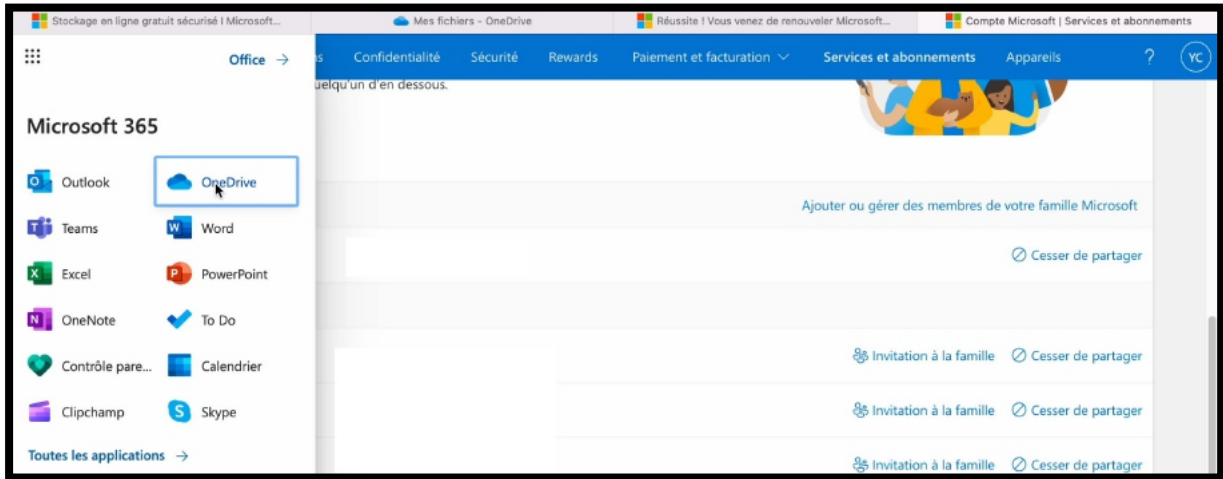 Stockage en ligne gratuit sécurisé I Microsoft...
Mes fichiers - OneDrive
Réussite ! Vous venez de renouveler Microsoft...
Compte Microsoft | Services et abonnements
Office →
Confidentialité
Sécurité
Rewards
Paiement et facturation
Services et abonnements
Appareils
?
YC
quelqu'un d'en dessous.
Microsoft 365
Outlook
OneDrive
Teams
Word
Excel
PowerPoint
OneNote
To Do
Contrôle pare...
Calendrier
Clipchamp
Skype
Toutes les applications →
Ajouter ou gérer des membres de votre famille Microsoft
Cesser de partager
Invitation à la famille
Cesser de partager
Invitation à la famille
Cesser de partager
Invitation à la famille
Cesser de partager